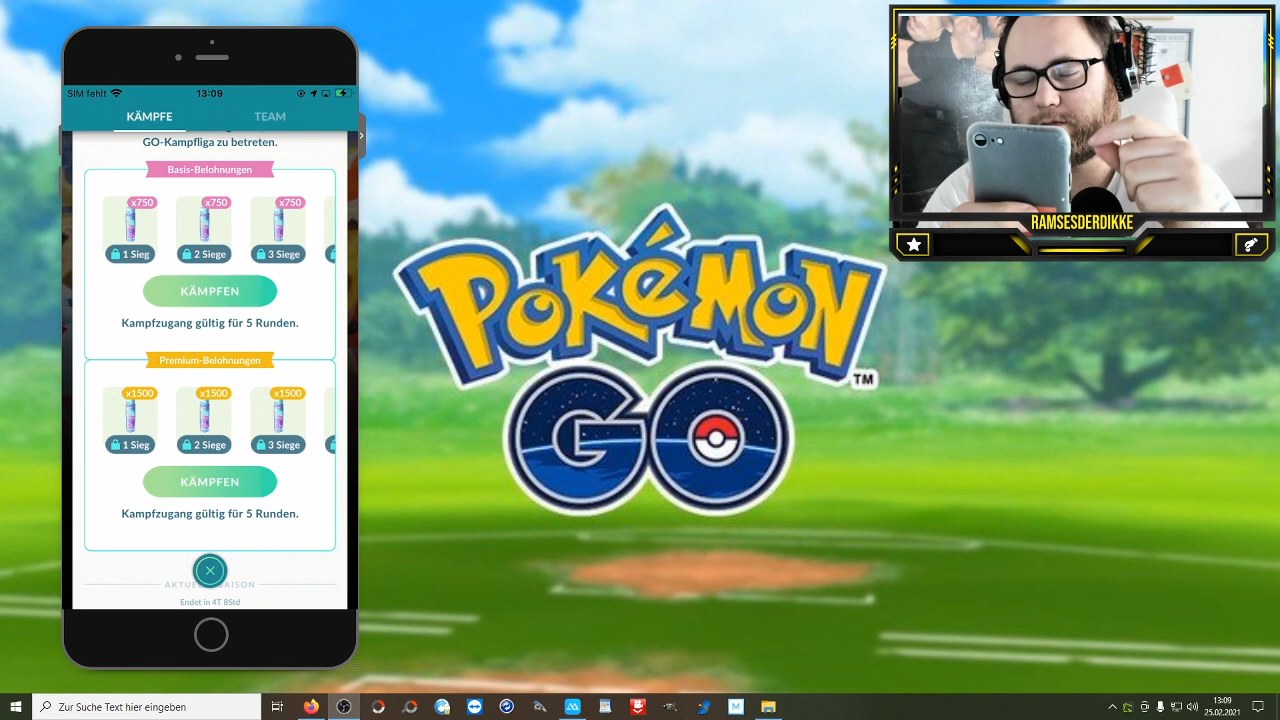 SIM fehlt
13:09
KÄMPFE
TEAM
GO-Kampfliga zu betreten.
Basis-Belohnungen
x750
x750
x750
1 Sieg
2 Siege
3 Siege
KÄMPFEN
Kampfzugang gültig für 5 Runden.
Premium-Belohnungen
x1500
x1500
x1500
1 Sieg
2 Siege
3 Siege
KÄMPFEN
Kampfzugang gültig für 5 Runden.
Endet in 4T 8Std
POKÉMON
TM
GO
RAMSESDERDIKKE
Zur Suche Text hier eingeben
M
13:09
25.02.2021